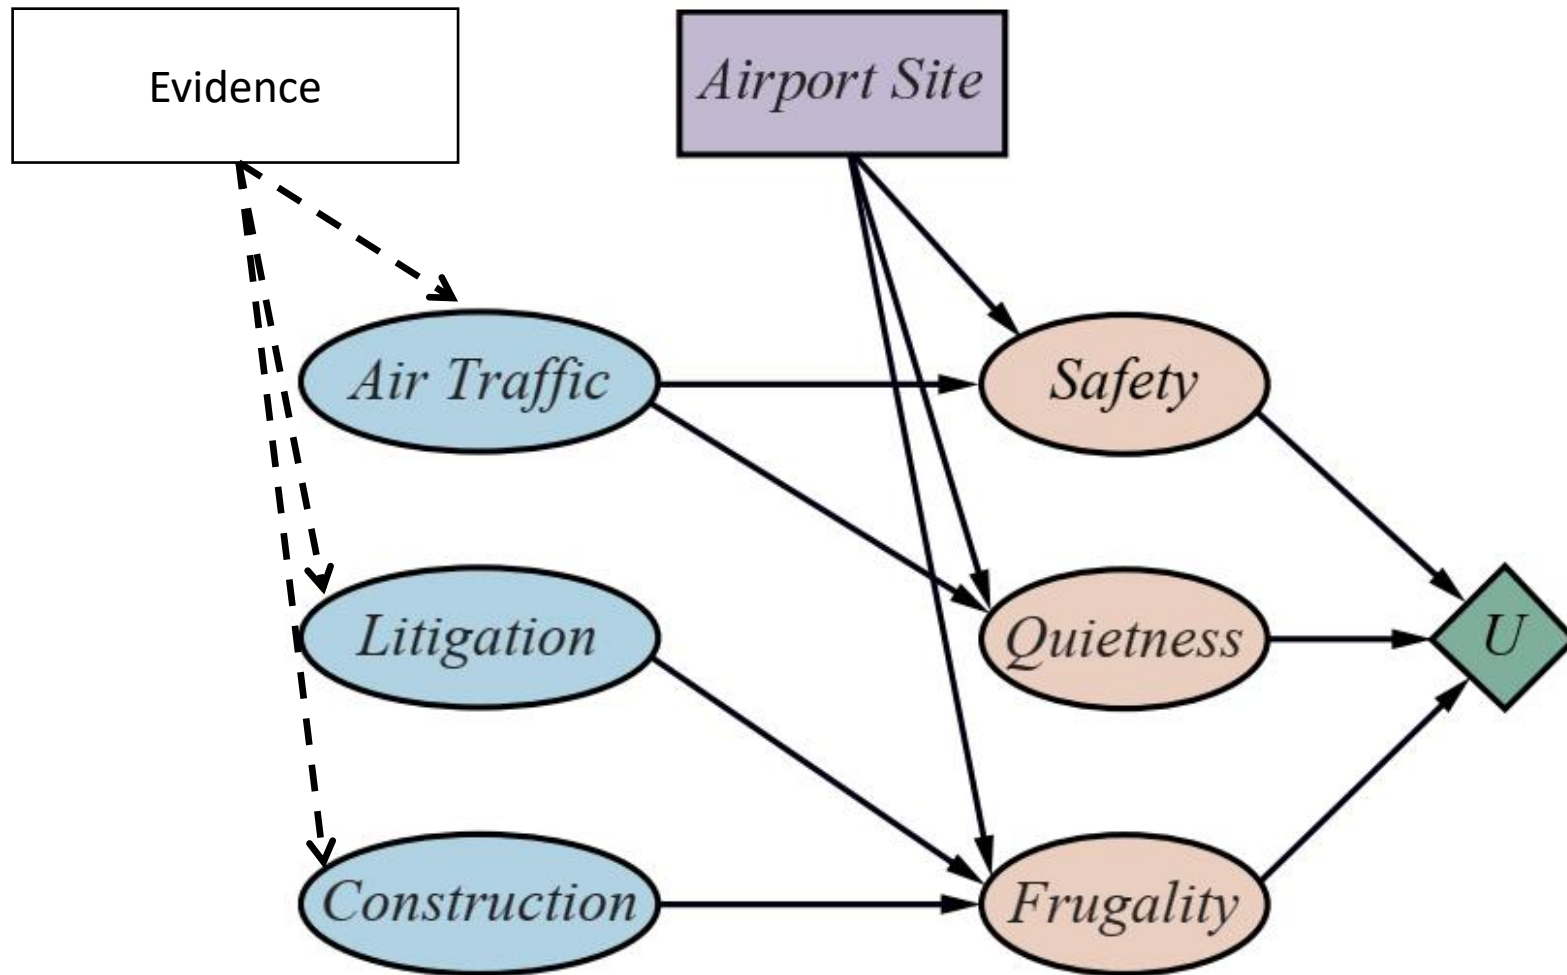 Evidence
Airport Site
Air Traffic
Safety
Litigation
Quietness
U
Construction
Frugality